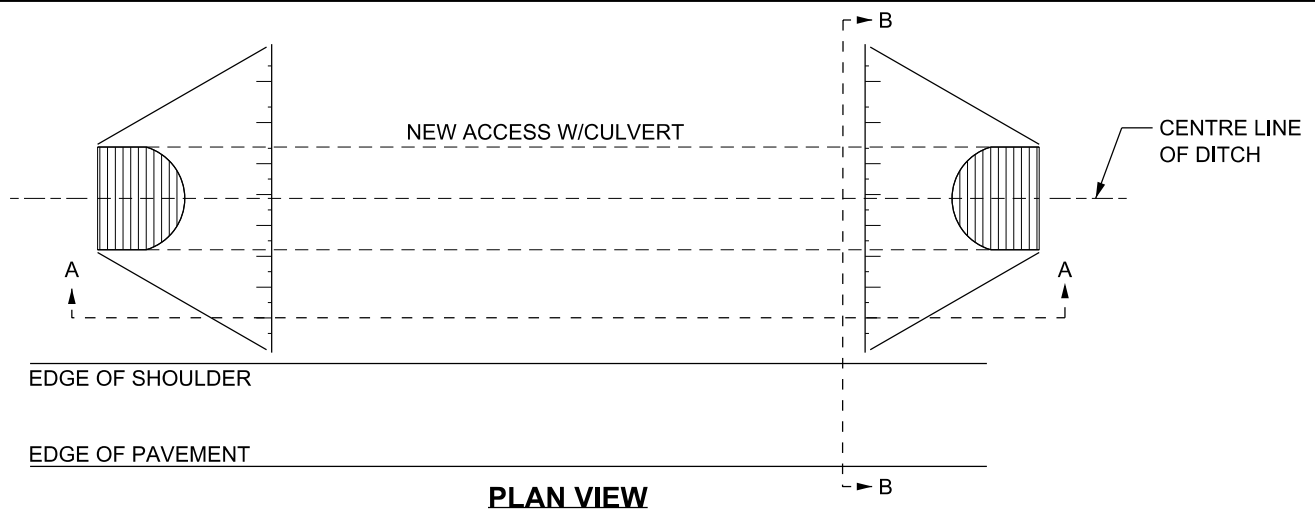 B
NEW ACCESS W/CULVERT
CENTRE LINE
OF DITCH
A
A
EDGE OF SHOULDER
EDGE OF PAVEMENT
B
PLAN VIEW